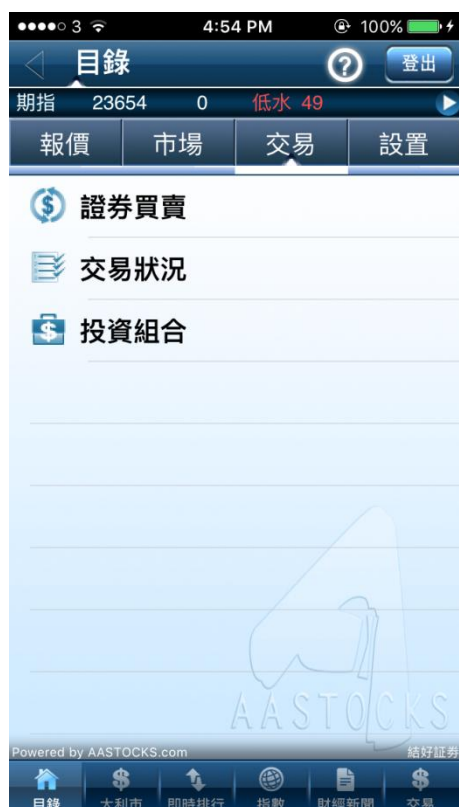 3 4:54 PM 100%
目錄 ? 登出
期指 23654 0 低水 49
報價 市場 交易 設置
證券買賣
交易狀況
投資組合
AASTOCKS
Powered by AASTOCKS.com 結好証券
目錄 大利市 即時排行 指數 財經新聞 交易